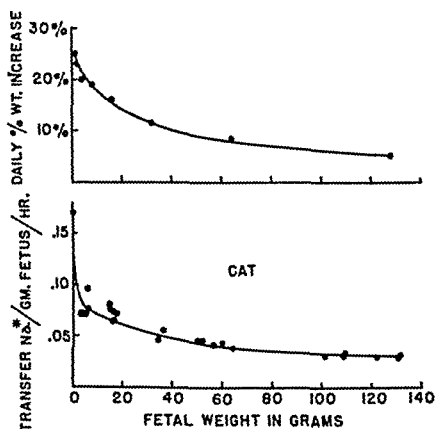 DAILY % WT. INCREASE
30%
20%
10%
TRANSFER Na*/GM. FETUS/HR.
.15
.10
.05
CAT
0 20 40 60 80 100 120 140
FETAL WEIGHT IN GRAMS